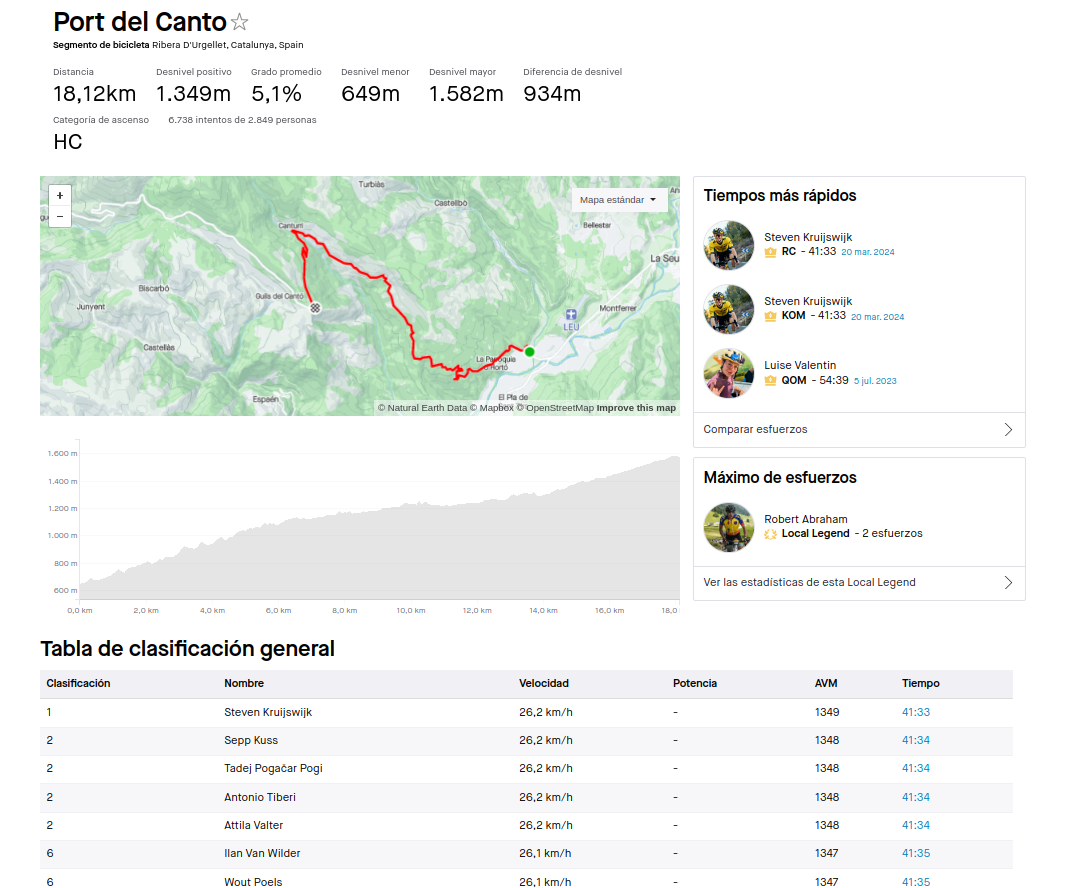 Port del Canto
Segmento de bicicleta Ribera D'Urgellet, Catalunya, Spain
Distancia Desnivel positivo Grado promedio Desnivel menor Desnivel mayor Diferencia de desnivel
18,12km 1.349m 5,1% 649m 1.582m 934m
Categoría de ascenso 6.738 intentos de 2.849 personas
HC
+
−
Mapa estándar
Turbiàs
Castellbó
Bellestar
Canturri
La Seu
Biscarbó
Guils del Cantó
Junyent
Montferrer
LEU
Castellàs
La Parròquia
d'Hortó
Espaén
El Pla de
© Natural Earth Data © Mapbox © OpenStreetMap Improve this map
1.600 m
1.400 m
1.200 m
1.000 m
800 m
600 m
0,0 km 2,0 km 4,0 km 6,0 km 8,0 km 10,0 km 12,0 km 14,0 km 16,0 km 18,0
Tiempos más rápidos
Steven Kruijswijk
RC - 41:33 20 mar. 2024
Steven Kruijswijk
KOM - 41:33 20 mar. 2024
Luise Valentin
QOM - 54:39 5 jul. 2023
Comparar esfuerzos
Máximo de esfuerzos
Robert Abraham
Local Legend - 2 esfuerzos
Ver las estadísticas de esta Local Legend
Tabla de clasificación general
Clasificación Nombre Velocidad Potencia AVM Tiempo
1 Steven Kruijswijk 26,2 km/h - 1349 41:33
2 Sepp Kuss 26,2 km/h - 1348 41:34
2 Tadej Pogačar Pogi 26,2 km/h - 1348 41:34
2 Antonio Tiberi 26,2 km/h - 1348 41:34
2 Attila Valter 26,2 km/h - 1348 41:34
6 Ilan Van Wilder 26,1 km/h - 1347 41:35
6 Wout Poels 26,1 km/h - 1347 41:35